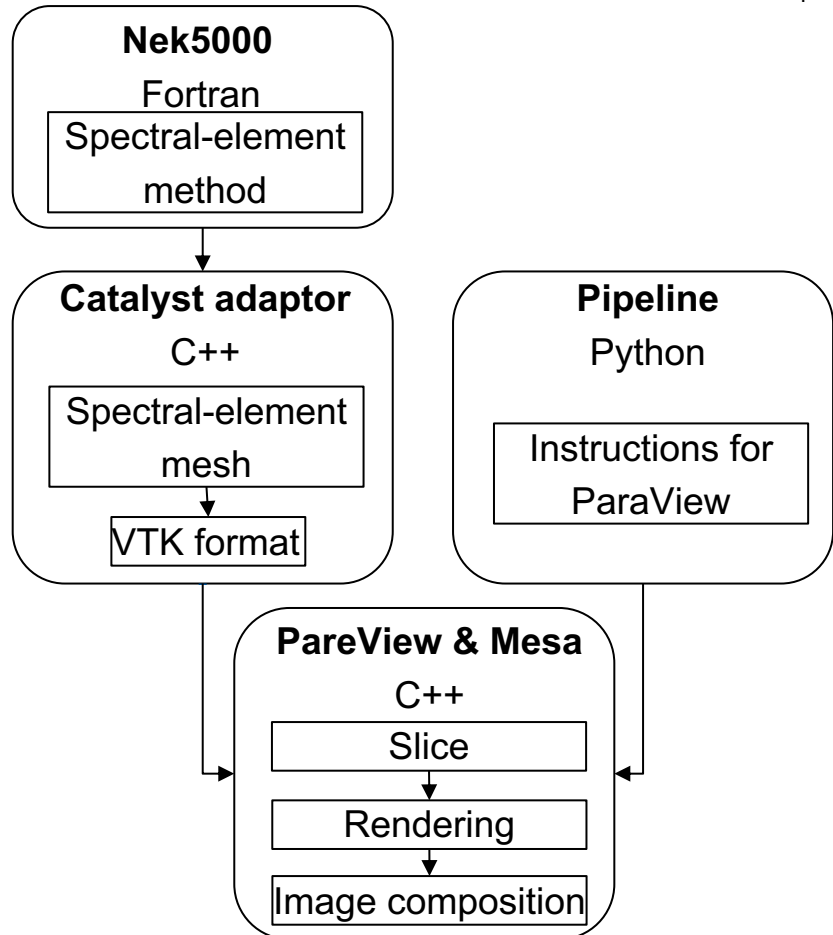 Nek5000
Fortran
Spectral-element
method
Catalyst adaptor
C++
Spectral-element
mesh
VTK format
Pipeline
Python
Instructions for
ParaView
PareView & Mesa
C++
Slice
Rendering
Image composition